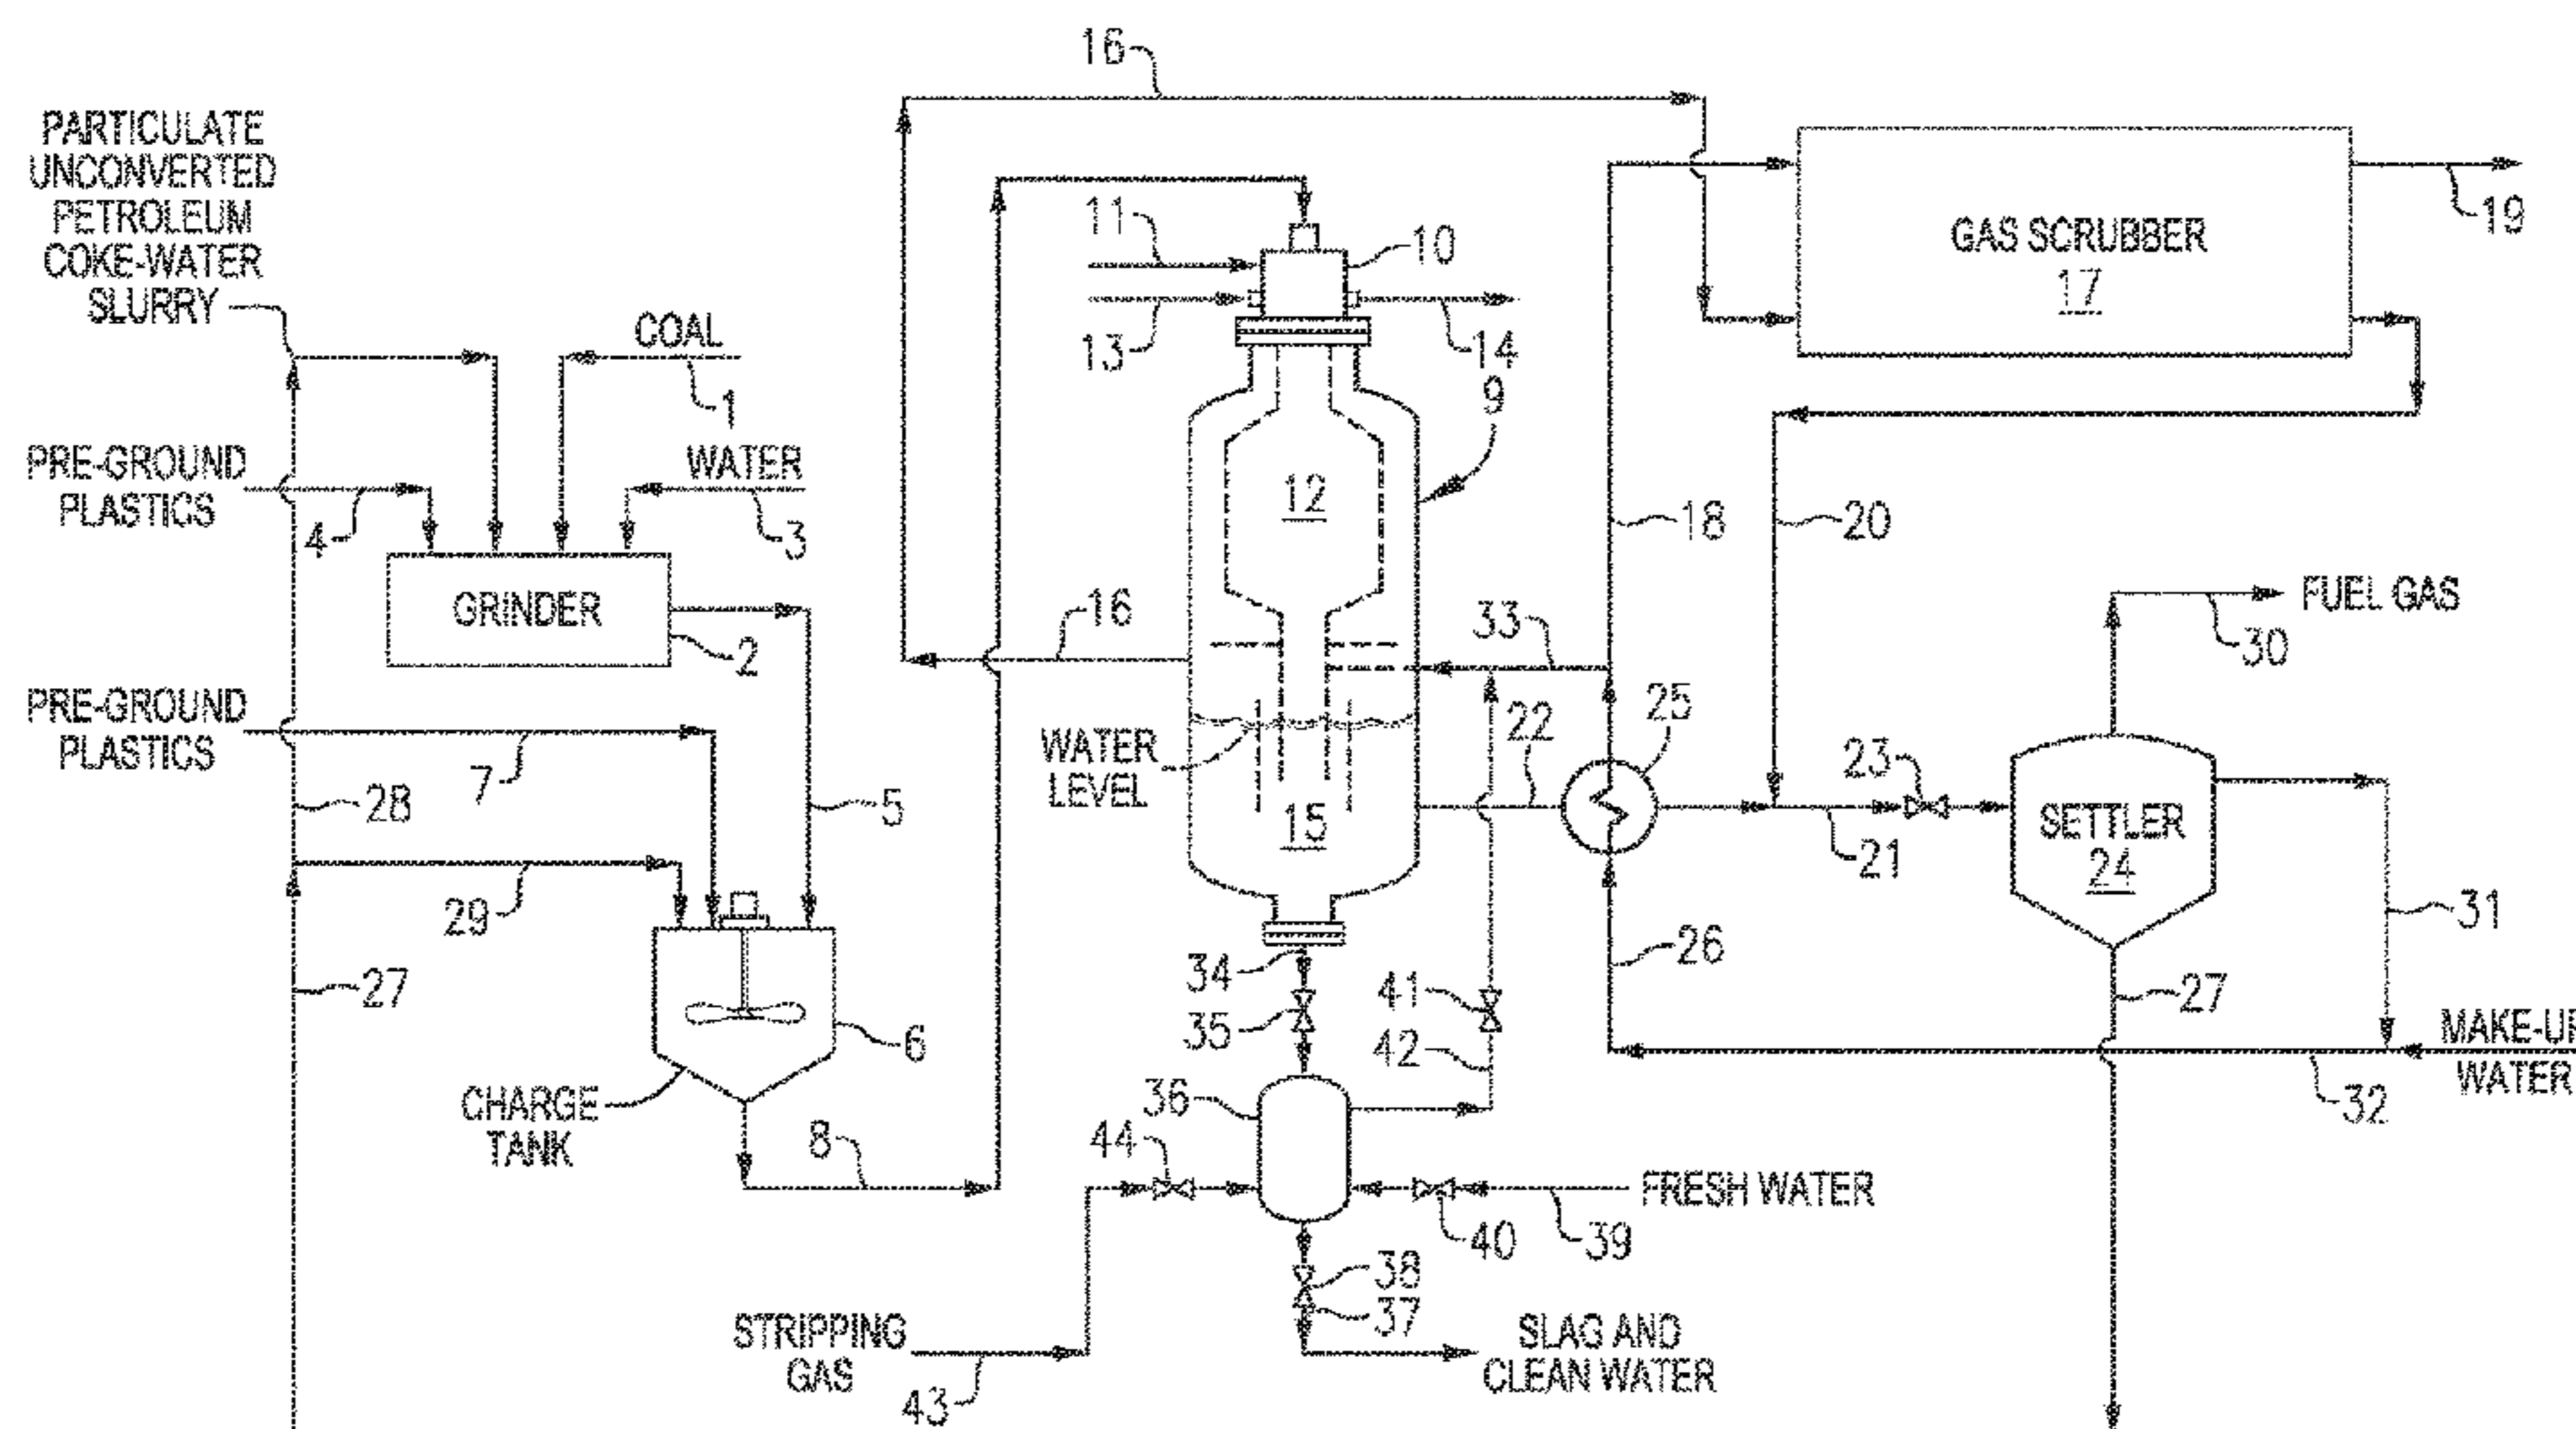 16
PARTICULATE
UNCONVERTED
PETROLEUM
COKE-WATER
SLURRY
11
10
GAS SCRUBBER
17
19
COAL
1
13
14
9
PRE-GROUND
PLASTICS
4
WATER
3
12
18
20
GRINDER
2
16
33
FUEL GAS
30
PRE-GROUND
PLASTICS
7
28
5
WATER
LEVEL
15
22
25
23
21
SETTLER
24
29
27
6
34
35
41
42
26
31
27
MAKE-UP
WATER
32
CHARGE
TANK
8
36
44
FRESH WATER
40
39
38
37
STRIPPING
GAS
43
SLAG AND
CLEAN WATER